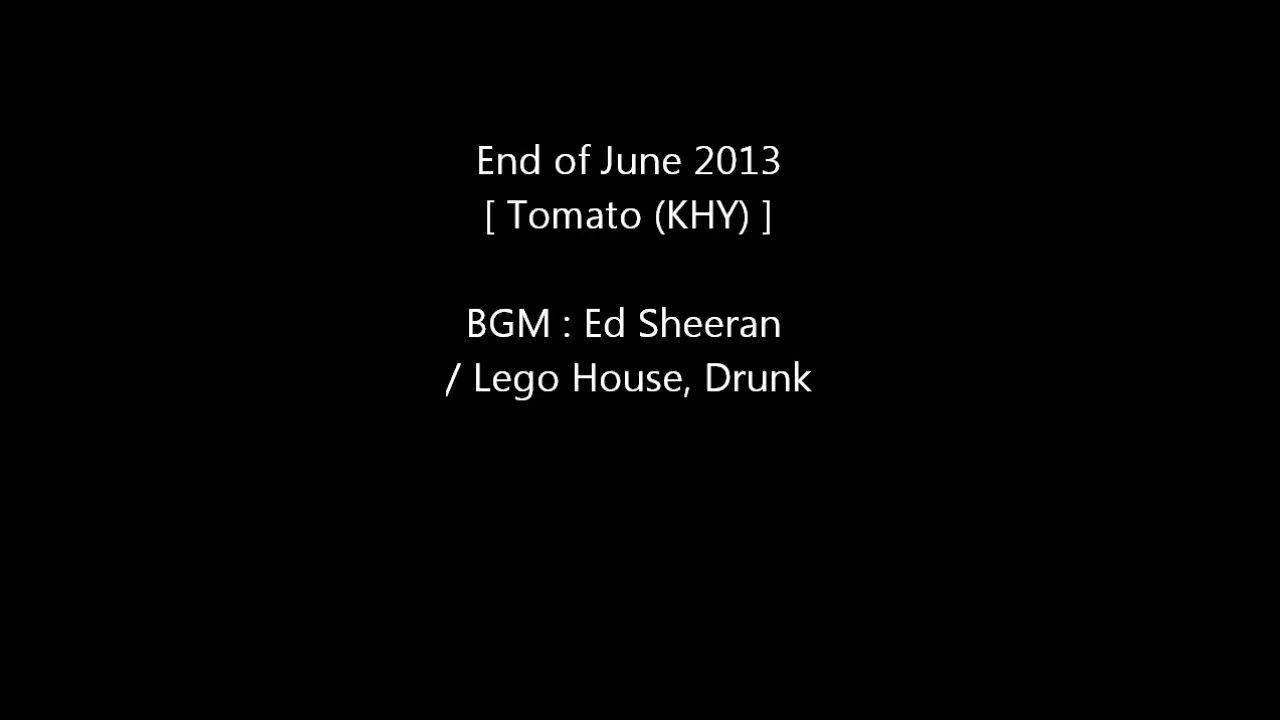 End of June 2013
[ Tomato (KHY) ]
BGM : Ed Sheeran
/ Lego House, Drunk